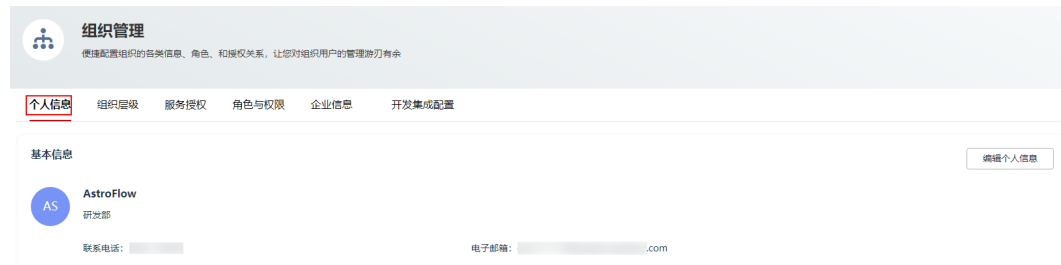 组织管理
便捷配置组织的各类信息、角色、和授权关系，让您对组织用户的管理游刃有余
个人信息 组织层级 服务授权 角色与权限 企业信息 开发集成配置
基本信息 编辑个人信息
AS AstroFlow
研发部
联系电话： 电子邮箱： .com